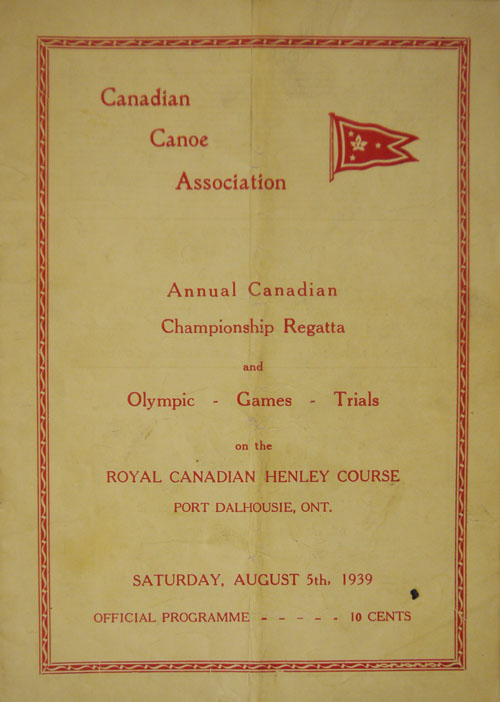 Canadian
Canoe
Association
Annual Canadian
Championship Regatta
and
Olympic - Games - Trials
on the
ROYAL CANADIAN HENLEY COURSE
PORT DALHOUSIE, ONT.
SATURDAY, AUGUST 5th, 1939
OFFICIAL PROGRAMME - - - - - 10 CENTS